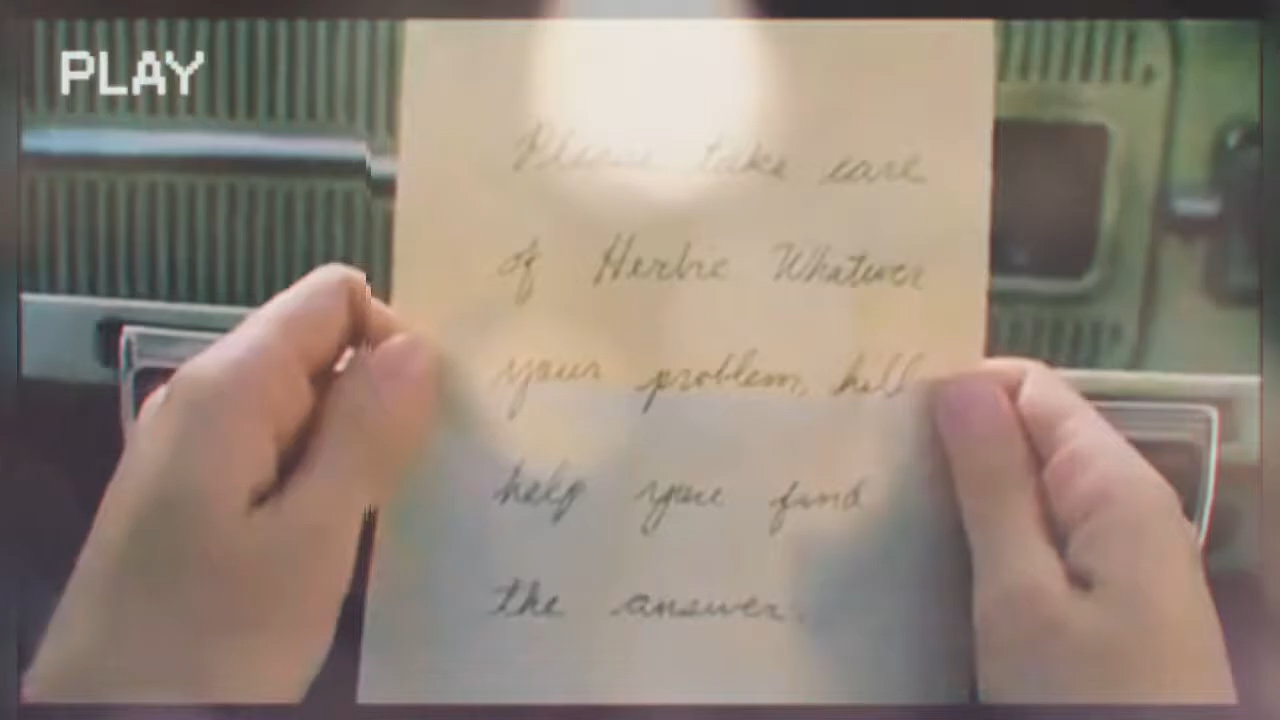 PLAY
Please take care
of Herbie Whatever
your problem, he'll
help you find
the answer.